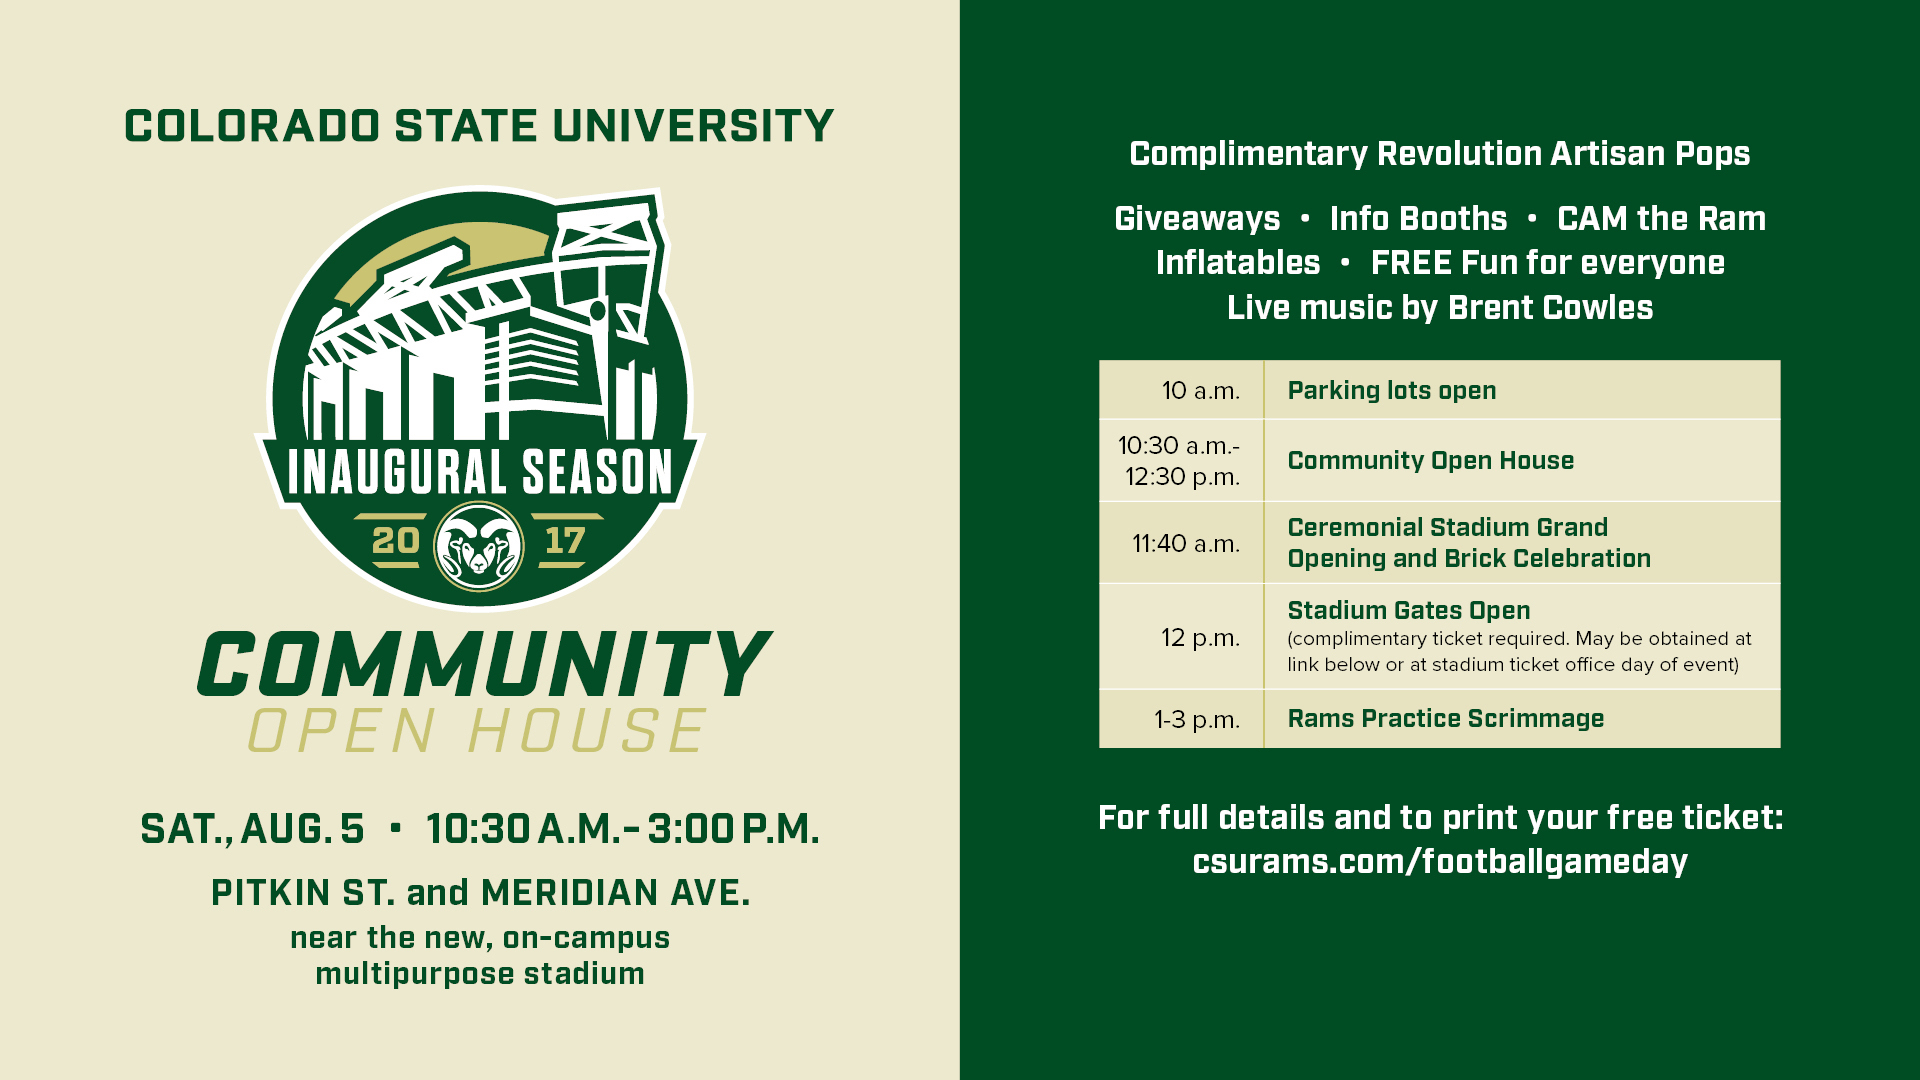 COLORADO STATE UNIVERSITY
INAUGURAL SEASON
20 17
COMMUNITY
OPEN HOUSE
SAT., AUG. 5 • 10:30 A.M. - 3:00 P.M.
PITKIN ST. and MERIDIAN AVE.
near the new, on-campus
multipurpose stadium
Complimentary Revolution Artisan Pops
Giveaways • Info Booths • CAM the Ram
Inflatables • FREE Fun for everyone
Live music by Brent Cowles
10 a.m. Parking lots open
10:30 a.m.-
12:30 p.m.
Community Open House
11:40 a.m.
Ceremonial Stadium Grand
Opening and Brick Celebration
12 p.m.
Stadium Gates Open
(complimentary ticket required. May be obtained at
link below or at stadium ticket office day of event)
1-3 p.m. Rams Practice Scrimmage
For full details and to print your free ticket:
csurams.com/footballgameday